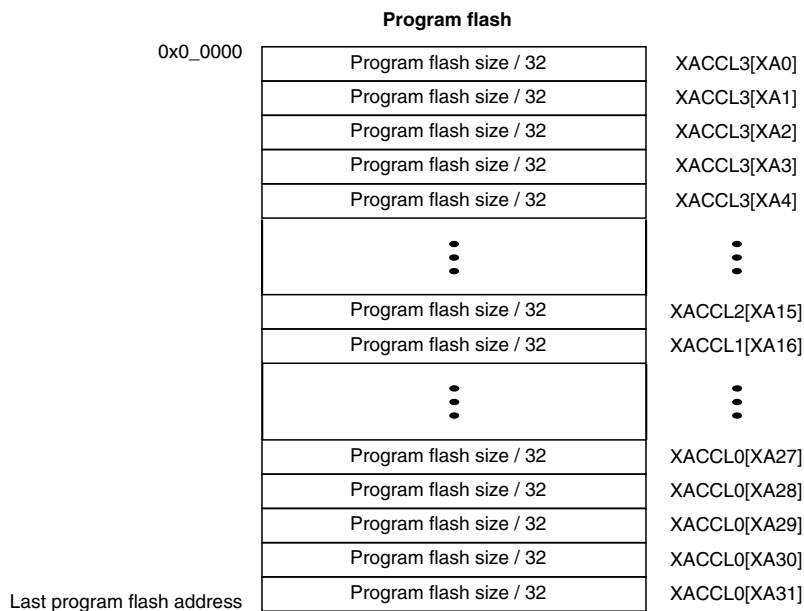 Program flash
0x0_0000
Program flash size / 32 XACCL3[XA0]
Program flash size / 32 XACCL3[XA1]
Program flash size / 32 XACCL3[XA2]
Program flash size / 32 XACCL3[XA3]
Program flash size / 32 XACCL3[XA4]
Program flash size / 32 XACCL2[XA15]
Program flash size / 32 XACCL1[XA16]
Program flash size / 32 XACCL0[XA27]
Program flash size / 32 XACCL0[XA28]
Program flash size / 32 XACCL0[XA29]
Program flash size / 32 XACCL0[XA30]
Program flash size / 32 XACCL0[XA31]
Last program flash address